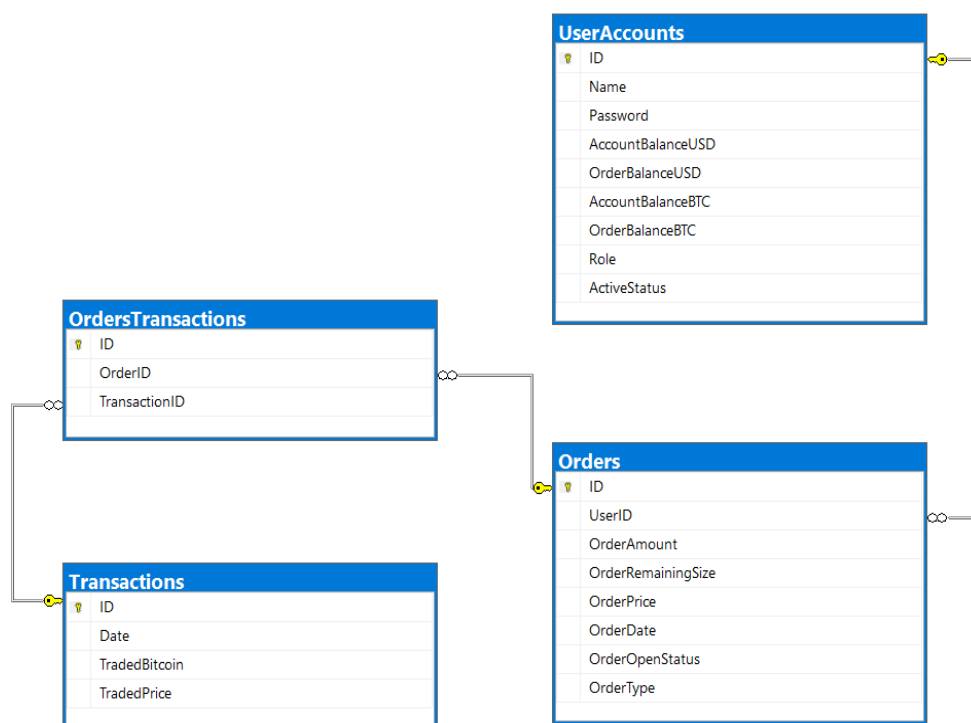 UserAccounts
ID
Name
Password
AccountBalanceUSD
OrderBalanceUSD
AccountBalanceBTC
OrderBalanceBTC
Role
ActiveStatus
OrdersTransactions
ID
OrderID
TransactionID
Orders
ID
UserID
OrderAmount
OrderRemainingSize
OrderPrice
OrderDate
OrderOpenStatus
OrderType
Transactions
ID
Date
TradedBitcoin
TradedPrice